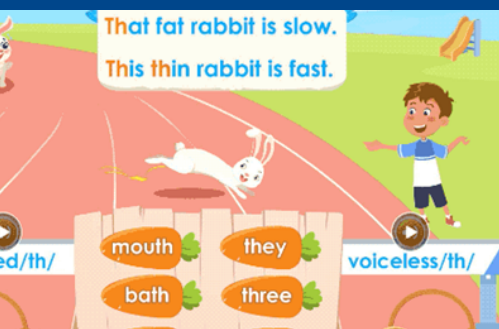 That fat rabbit is slow.
This thin rabbit is fast.
mouth they
ed/th/ voiceless/th/
bath three